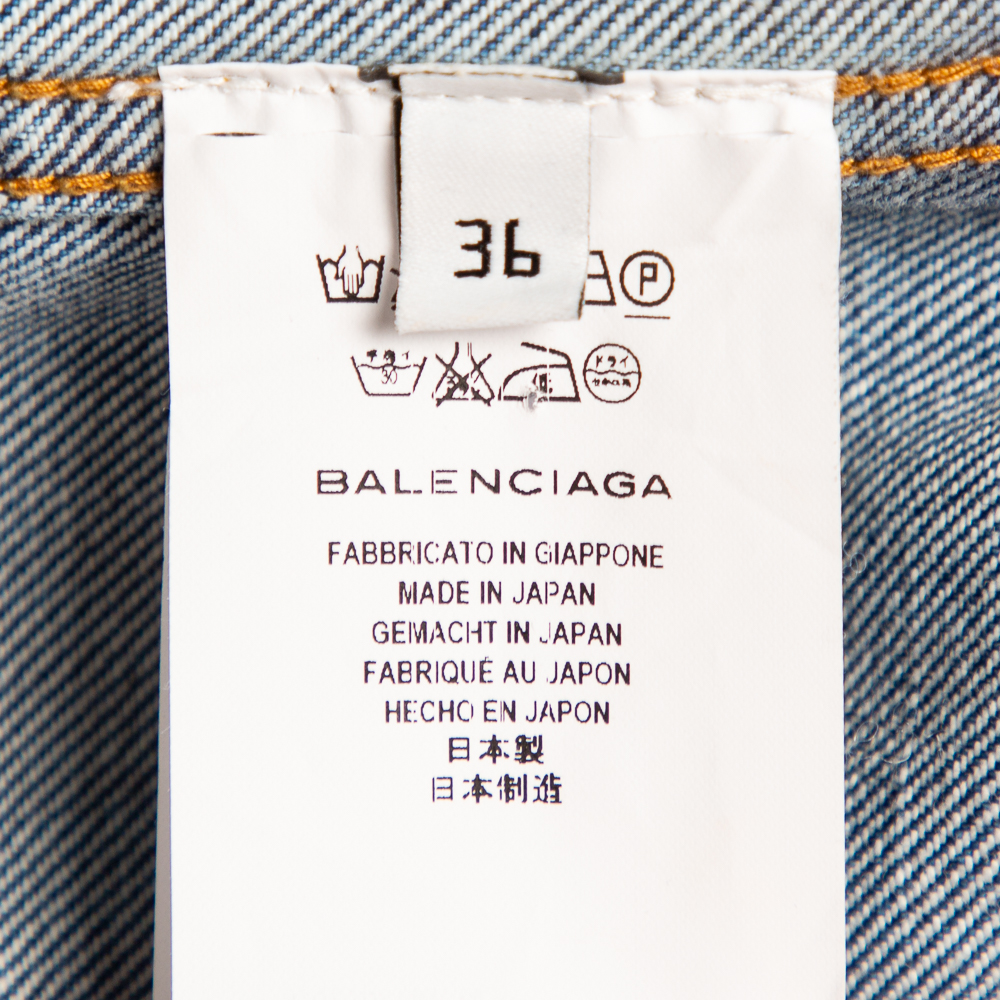 36
P
30
ドライ
BALENCIAGA
FABBRICATO IN GIAPPONE
MADE IN JAPAN
GEMACHT IN JAPAN
FABRIQUÉ AU JAPON
HECHO EN JAPON
日本製
日本制造